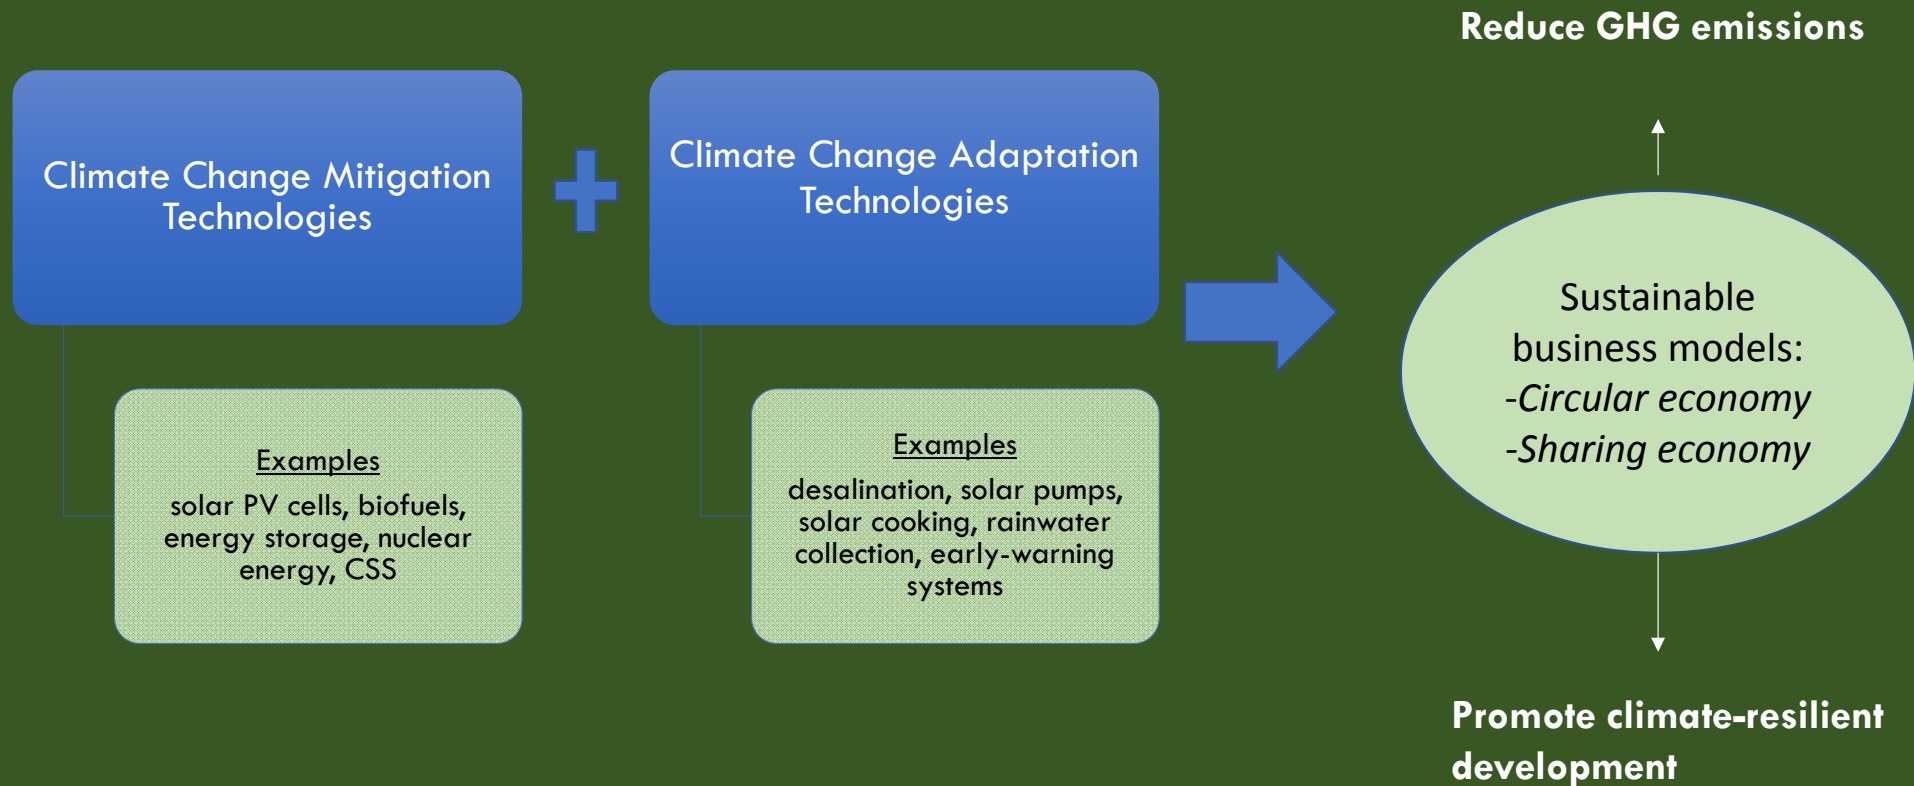 Climate Change Mitigation
Technologies
Examples
solar PV cells, biofuels,
energy storage, nuclear
energy, CSS
Climate Change Adaptation
Technologies
Examples
desalination, solar pumps,
solar cooking, rainwater
collection, early-warning
systems
Reduce GHG emissions
Sustainable
business models:
-Circular economy
-Sharing economy
Promote climate-resilient
development